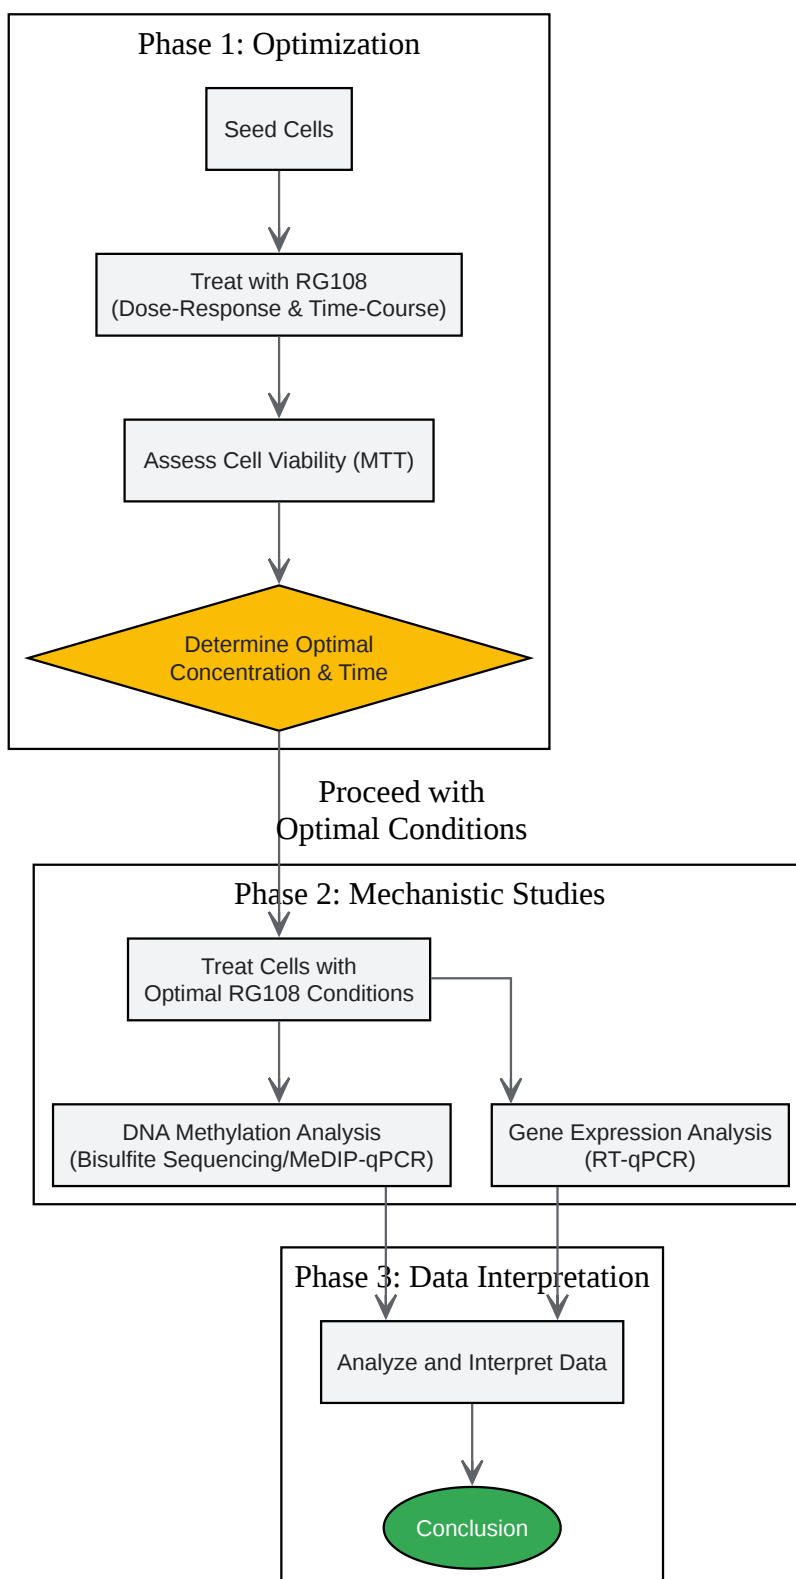 Phase 1: Optimization
Seed Cells
Treat with RG108
(Dose-Response & Time-Course)
Assess Cell Viability (MTT)
Determine Optimal
Concentration & Time
Proceed with
Optimal Conditions
Phase 2: Mechanistic Studies
Treat Cells with
Optimal RG108 Conditions
DNA Methylation Analysis
(Bisulfite Sequencing/MeDIP-qPCR)
Gene Expression Analysis
(RT-qPCR)
Phase 3: Data Interpretation
Analyze and Interpret Data
Conclusion